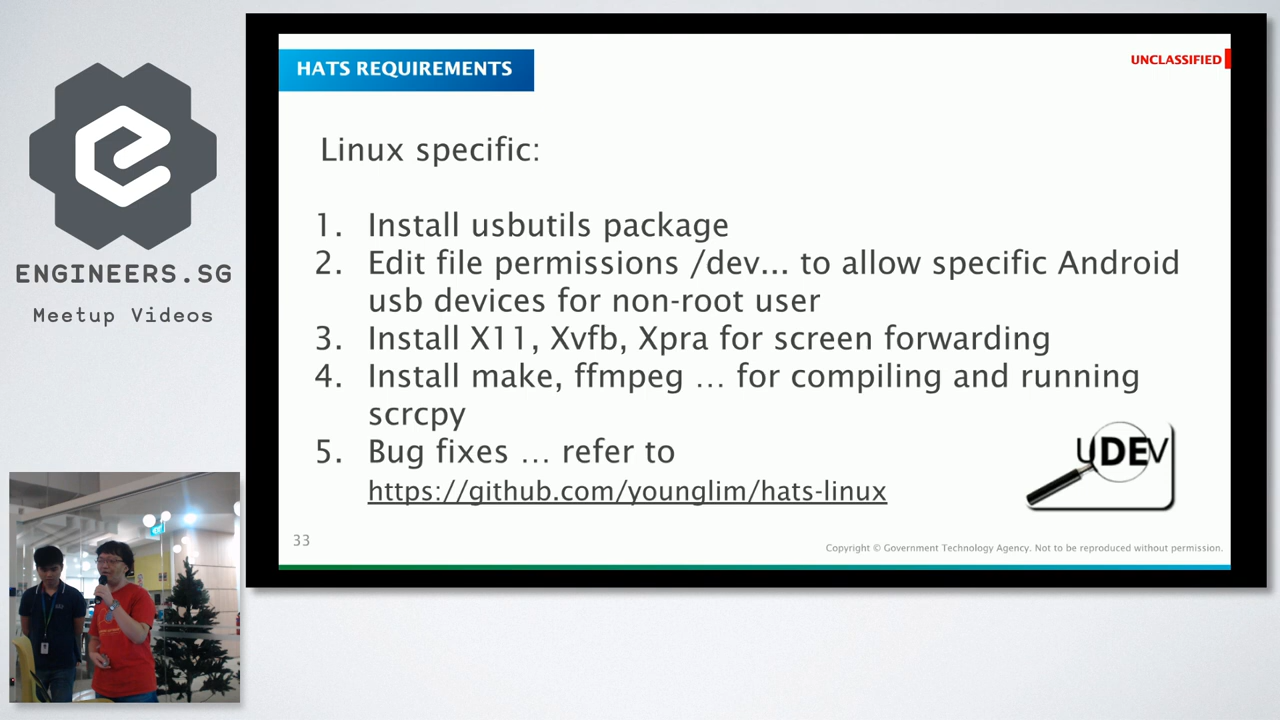 HATS REQUIREMENTS
UNCLASSIFIED
Linux specific:
1. Install usbutils package
2. Edit file permissions /dev... to allow specific Android
usb devices for non-root user
3. Install X11, Xvfb, Xpra for screen forwarding
4. Install make, ffmpeg … for compiling and running
scrcpy
5. Bug fixes … refer to
https://github.com/younglim/hats-linux
UDEV
33
Copyright © Government Technology Agency. Not to be reproduced without permission.
ENGINEERS.SG
Meetup Videos